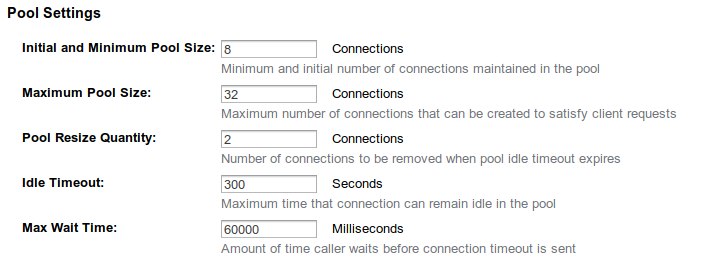 Pool Settings
Initial and Minimum Pool Size: 8 Connections
Minimum and initial number of connections maintained in the pool
Maximum Pool Size: 32 Connections
Maximum number of connections that can be created to satisfy client requests
Pool Resize Quantity: 2 Connections
Number of connections to be removed when pool idle timeout expires
Idle Timeout: 300 Seconds
Maximum time that connection can remain idle in the pool
Max Wait Time: 60000 Milliseconds
Amount of time caller waits before connection timeout is sent